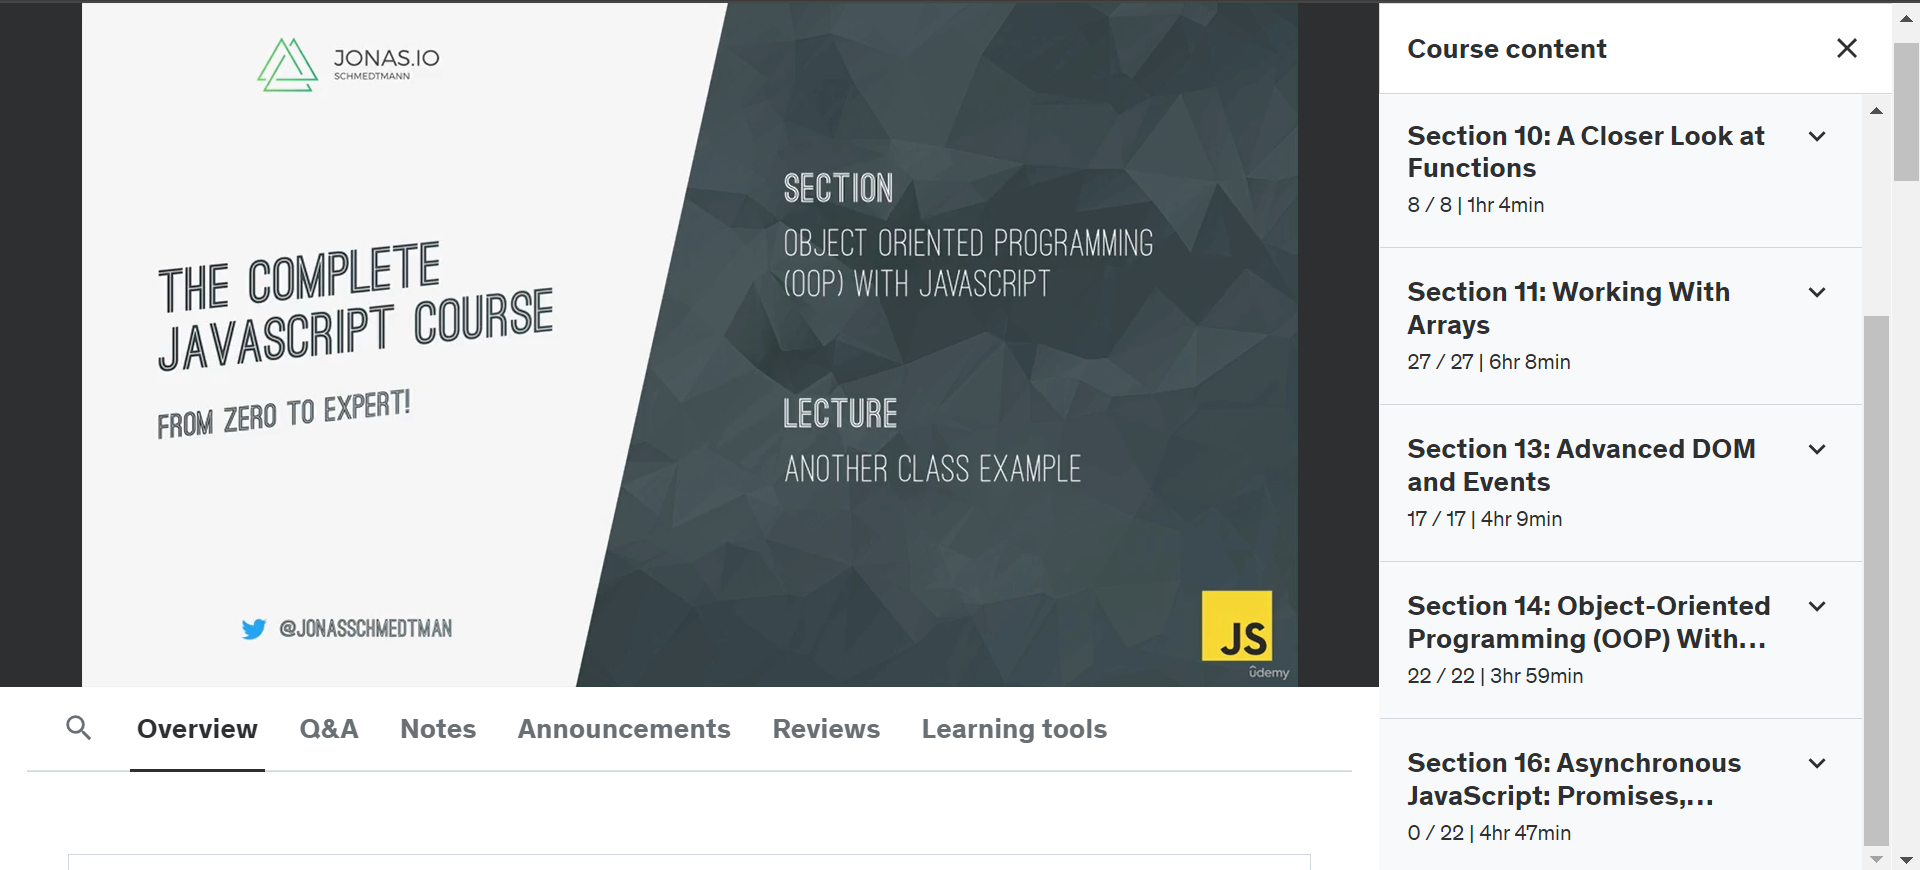 JONAS.IO
SCHMEDTMANN
THE COMPLETE
JAVASCRIPT COURSE
FROM ZERO TO EXPERT!
@JONASSCHMEDTMAN
SECTION
OBJECT ORIENTED PROGRAMMING
(OOP) WITH JAVASCRIPT
LECTURE
ANOTHER CLASS EXAMPLE
JS
ûdemy
Overview Q&A Notes Announcements Reviews Learning tools
Course content
Section 10: A Closer Look at
Functions
8 / 8 | 1hr 4min
Section 11: Working With
Arrays
27 / 27 | 6hr 8min
Section 13: Advanced DOM
and Events
17 / 17 | 4hr 9min
Section 14: Object-Oriented
Programming (OOP) With...
22 / 22 | 3hr 59min
Section 16: Asynchronous
JavaScript: Promises,...
0 / 22 | 4hr 47min